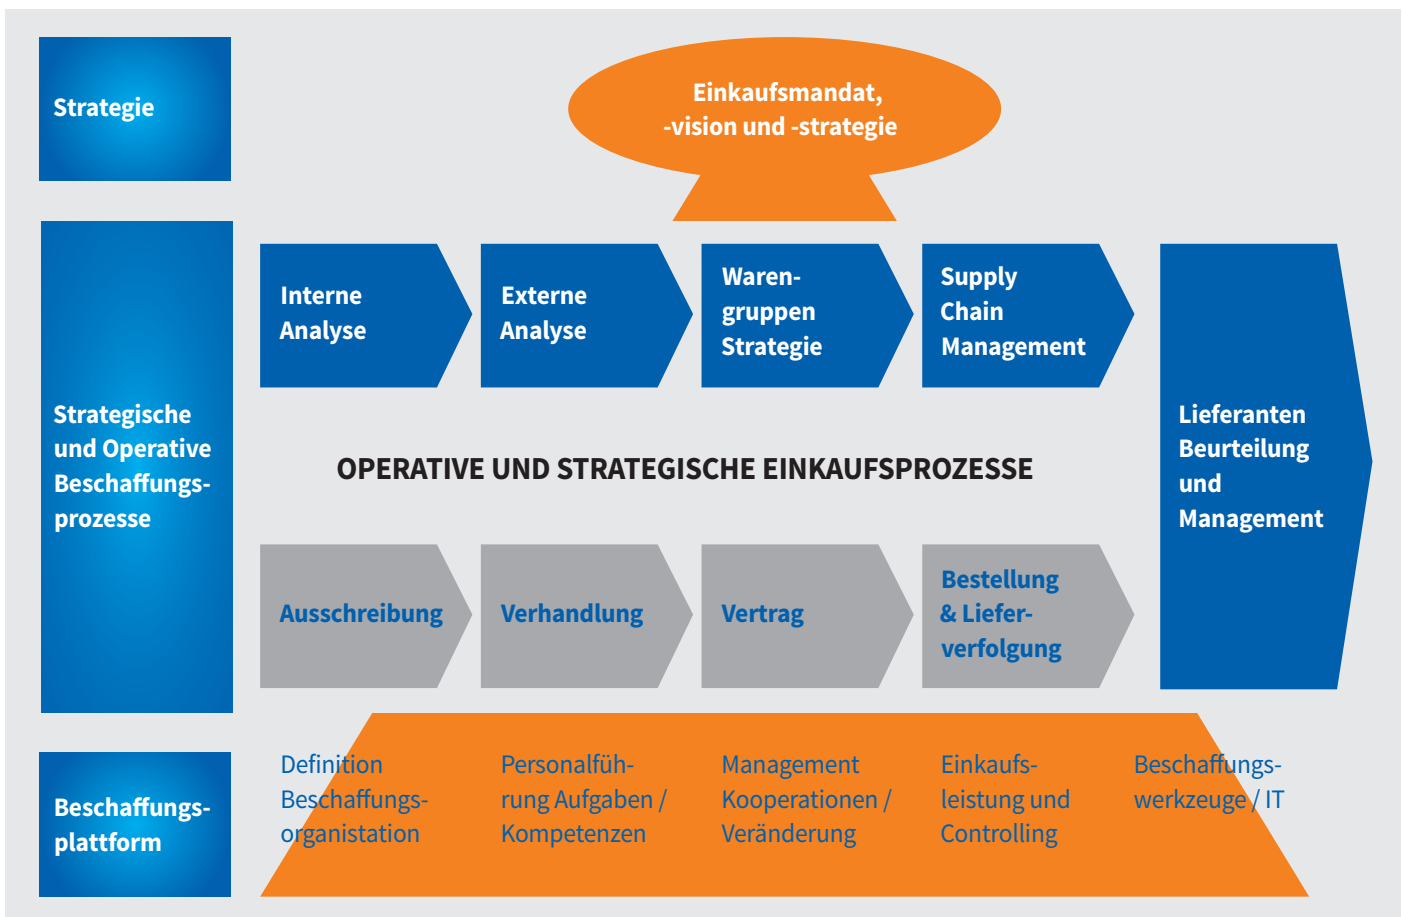 Strategie
Einkaufsmandat,
-vision und -strategie
Strategische
und Operative
Beschaffungs-
prozesse
Interne
Analyse
Externe
Analyse
Waren-
gruppen
Strategie
Supply
Chain
Management
Lieferanten
Beurteilung
und
Management
OPERATIVE UND STRATEGISCHE EINKAUFSPROZESSE
Ausschreibung
Verhandlung
Vertrag
Bestellung
& Liefer-
verfolgung
Beschaffungs-
plattform
Definition
Beschaffungs-
organistation
Personalfüh-
rung Aufgaben /
Kompetenzen
Management
Kooperationen /
Veränderung
Einkaufs-
leistung und
Controlling
Beschaffungs-
werkzeuge / IT